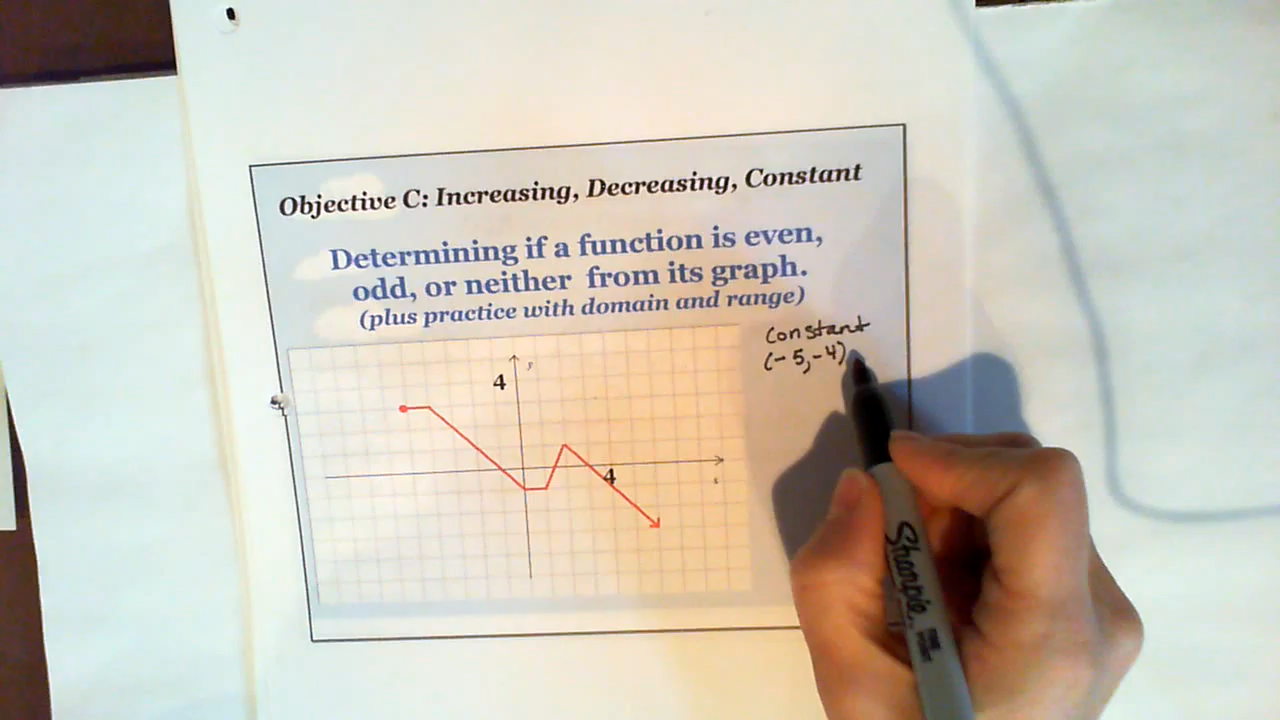 Objective C: Increasing, Decreasing, Constant
Determining if a function is even,
odd, or neither from its graph.
(plus practice with domain and range)
Constant
(-5,-4)
y
4
4
x
Sharpie